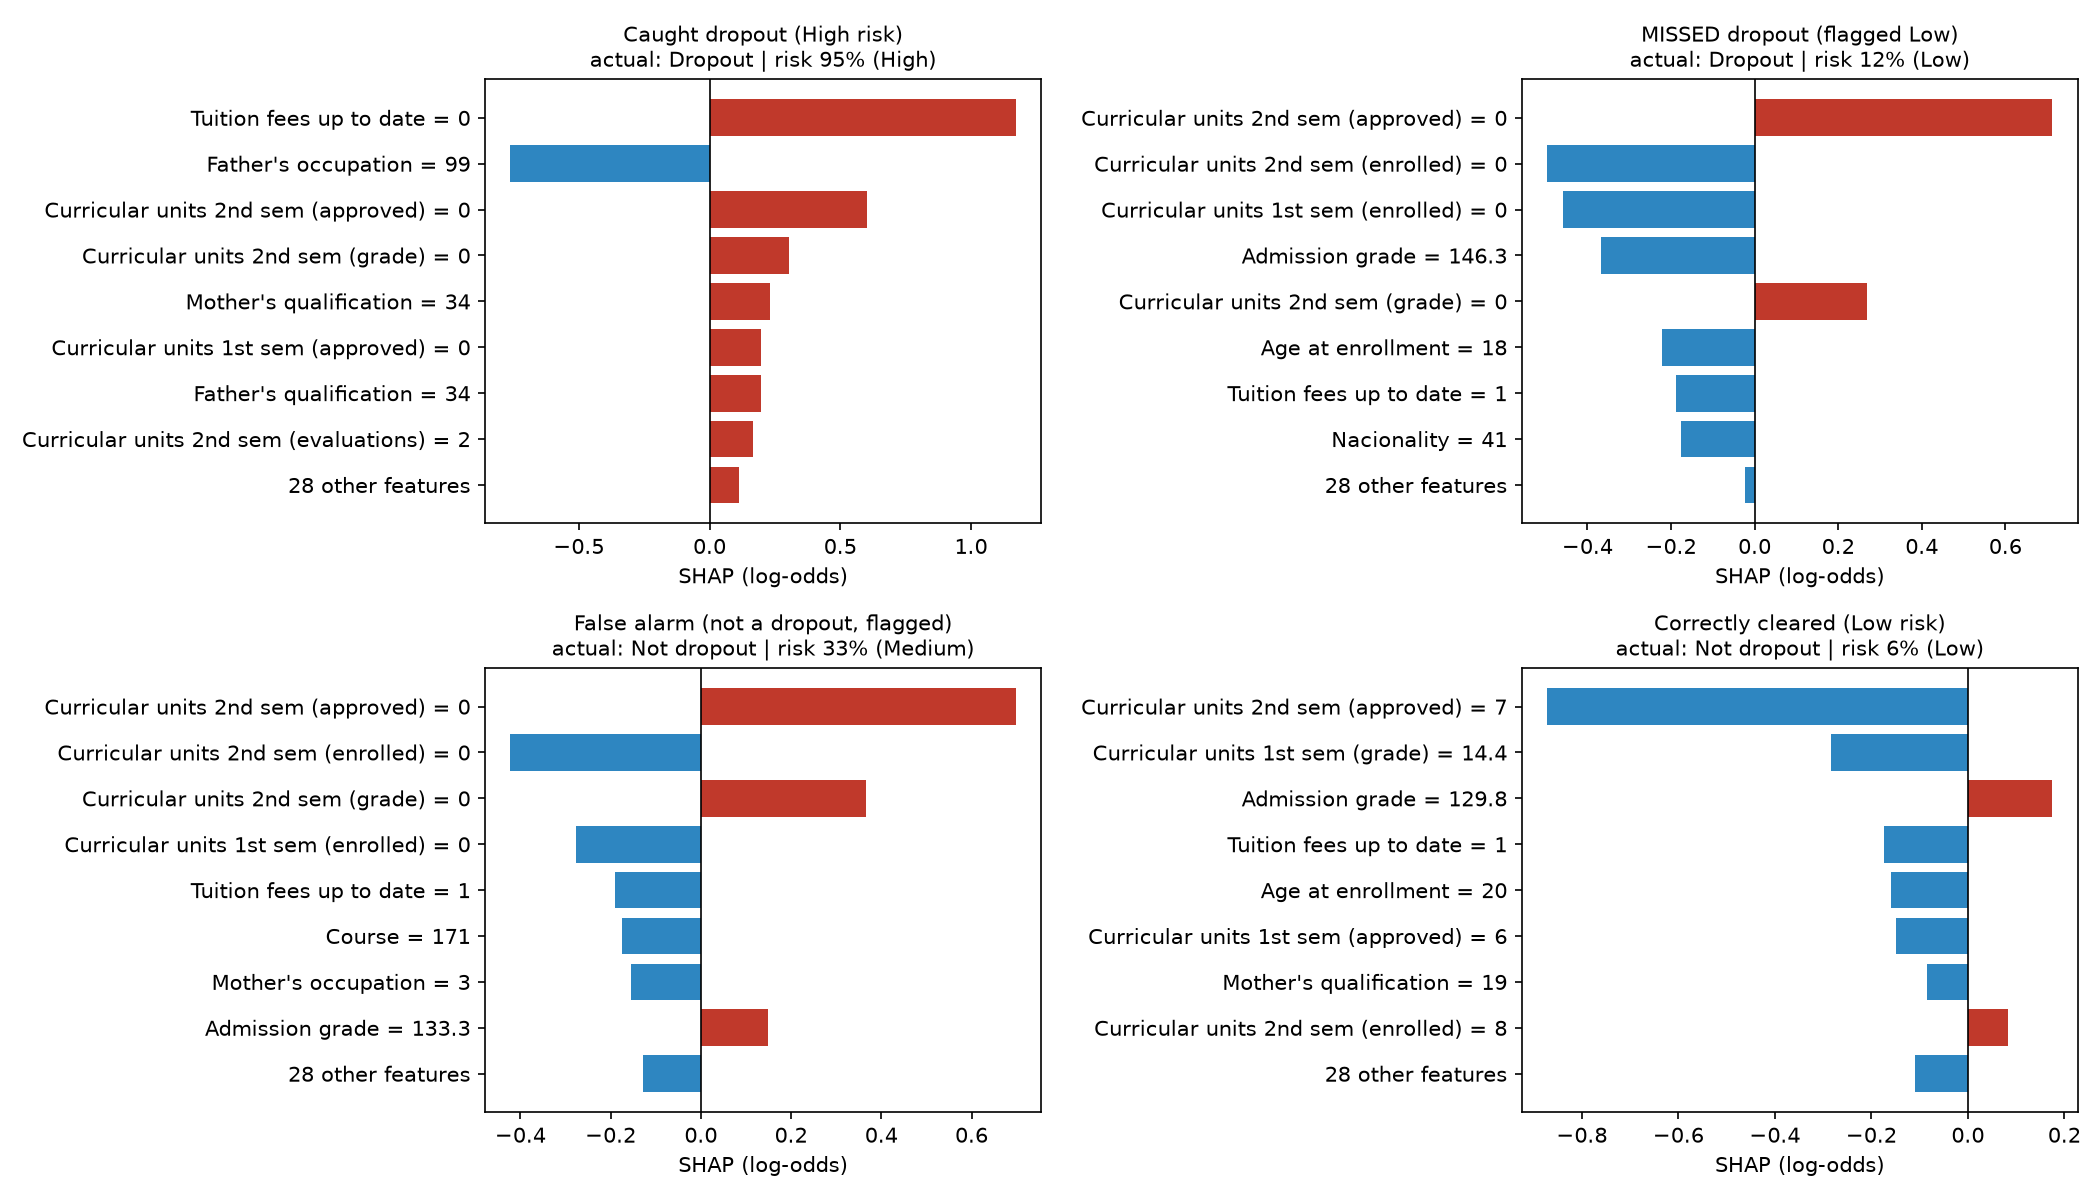 Caught dropout (High risk)
actual: Dropout | risk 95% (High)
Tuition fees up to date = 0
Father's occupation = 99
Curricular units 2nd sem (approved) = 0
Curricular units 2nd sem (grade) = 0
Mother's qualification = 34
Curricular units 1st sem (approved) = 0
Father's qualification = 34
Curricular units 2nd sem (evaluations) = 2
28 other features
−0.5 0.0 0.5 1.0
SHAP (log-odds)
MISSED dropout (flagged Low)
actual: Dropout | risk 12% (Low)
Curricular units 2nd sem (approved) = 0
Curricular units 2nd sem (enrolled) = 0
Curricular units 1st sem (enrolled) = 0
Admission grade = 146.3
Curricular units 2nd sem (grade) = 0
Age at enrollment = 18
Tuition fees up to date = 1
Nacionality = 41
28 other features
−0.4 −0.2 0.0 0.2 0.4 0.6
SHAP (log-odds)
False alarm (not a dropout, flagged)
actual: Not dropout | risk 33% (Medium)
Curricular units 2nd sem (approved) = 0
Curricular units 2nd sem (enrolled) = 0
Curricular units 2nd sem (grade) = 0
Curricular units 1st sem (enrolled) = 0
Tuition fees up to date = 1
Course = 171
Mother's occupation = 3
Admission grade = 133.3
28 other features
−0.4 −0.2 0.0 0.2 0.4 0.6
SHAP (log-odds)
Correctly cleared (Low risk)
actual: Not dropout | risk 6% (Low)
Curricular units 2nd sem (approved) = 7
Curricular units 1st sem (grade) = 14.4
Admission grade = 129.8
Tuition fees up to date = 1
Age at enrollment = 20
Curricular units 1st sem (approved) = 6
Mother's qualification = 19
Curricular units 2nd sem (enrolled) = 8
28 other features
−0.8 −0.6 −0.4 −0.2 0.0 0.2
SHAP (log-odds)